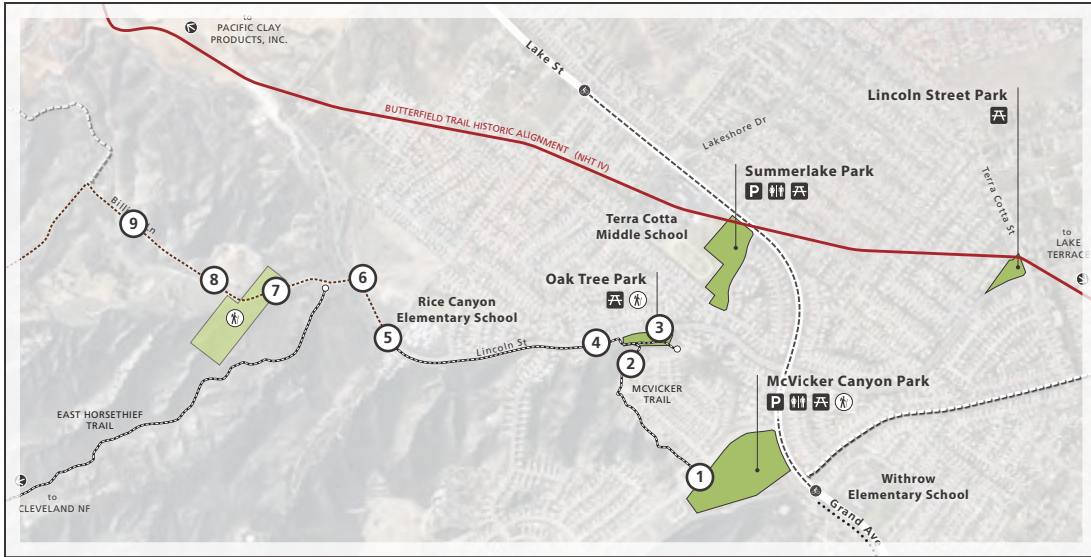 to
PACIFIC CLAY
PRODUCTS, INC.
Lake St
Lincoln Street Park
BUTTERFIELD TRAIL HISTORIC ALIGNMENT (NHT IV)
Lakeshore Dr
Summerlake Park
P
Terra Cotta St
Terra Cotta
Middle School
to
LAKE
TERRACE
9
8
7
6
Oak Tree Park
Rice Canyon
Elementary School
5
Lincoln St
4
3
2
MCVICKER
TRAIL
McVicker Canyon Park
P
EAST HORSETHIEF
TRAIL
1
to
CLEVELAND NF
Withrow
Elementary School
Grand Ave